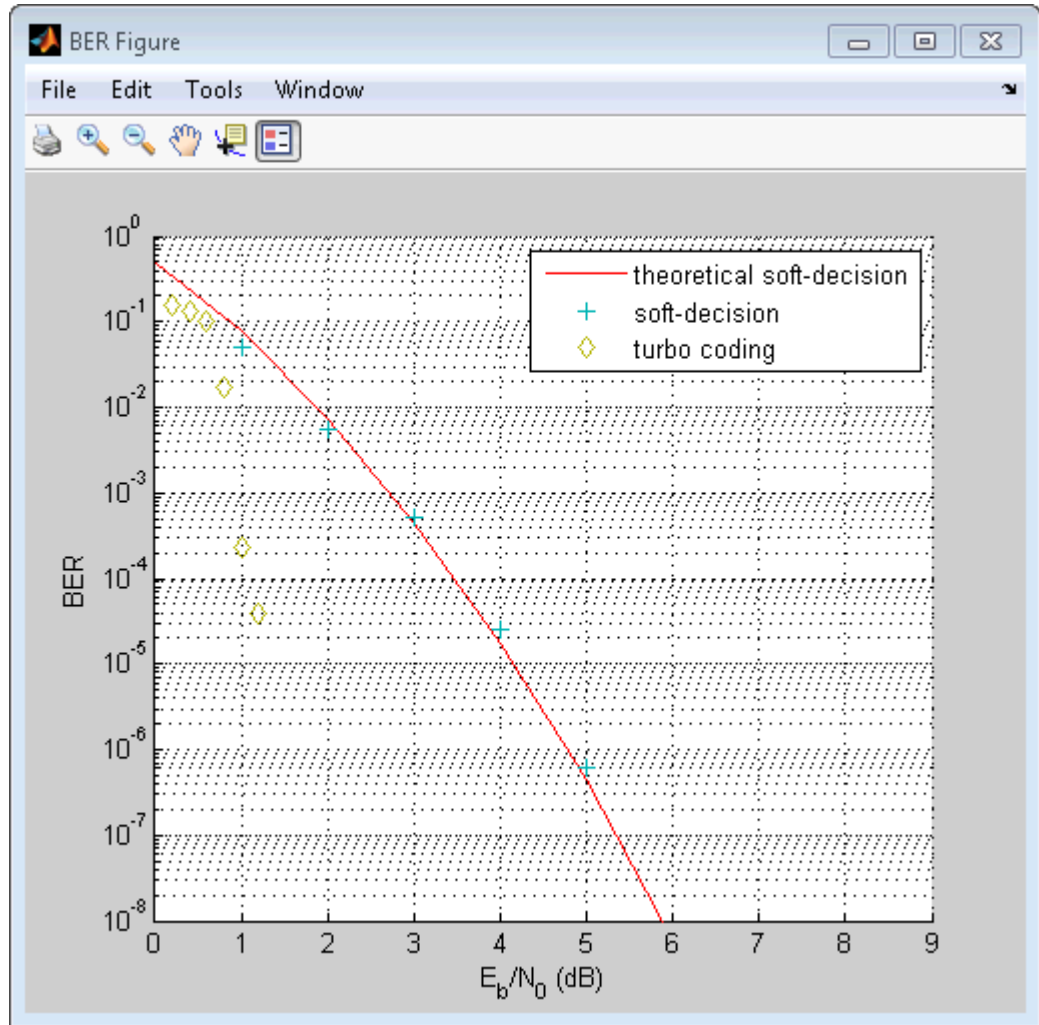 BER Figure
File Edit Tools Window
theoretical soft-decision
soft-decision
turbo coding
10^0
10^-1
10^-2
10^-3
10^-4
10^-5
10^-6
10^-7
10^-8
BER
0 1 2 3 4 5 6 7 8 9
E_b/N_0 (dB)